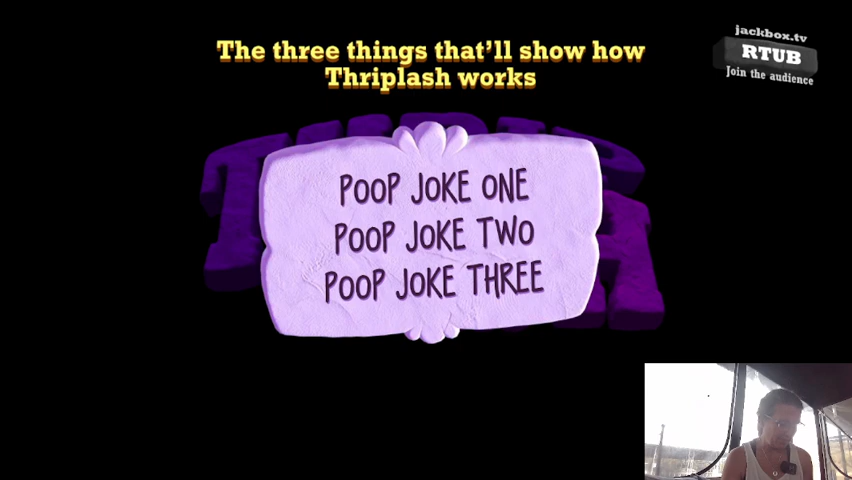 The three things that'll show how
Thriplash works
jackbox.tv
RTUB
Join the audience
POOP JOKE ONE
POOP JOKE TWO
POOP JOKE THREE